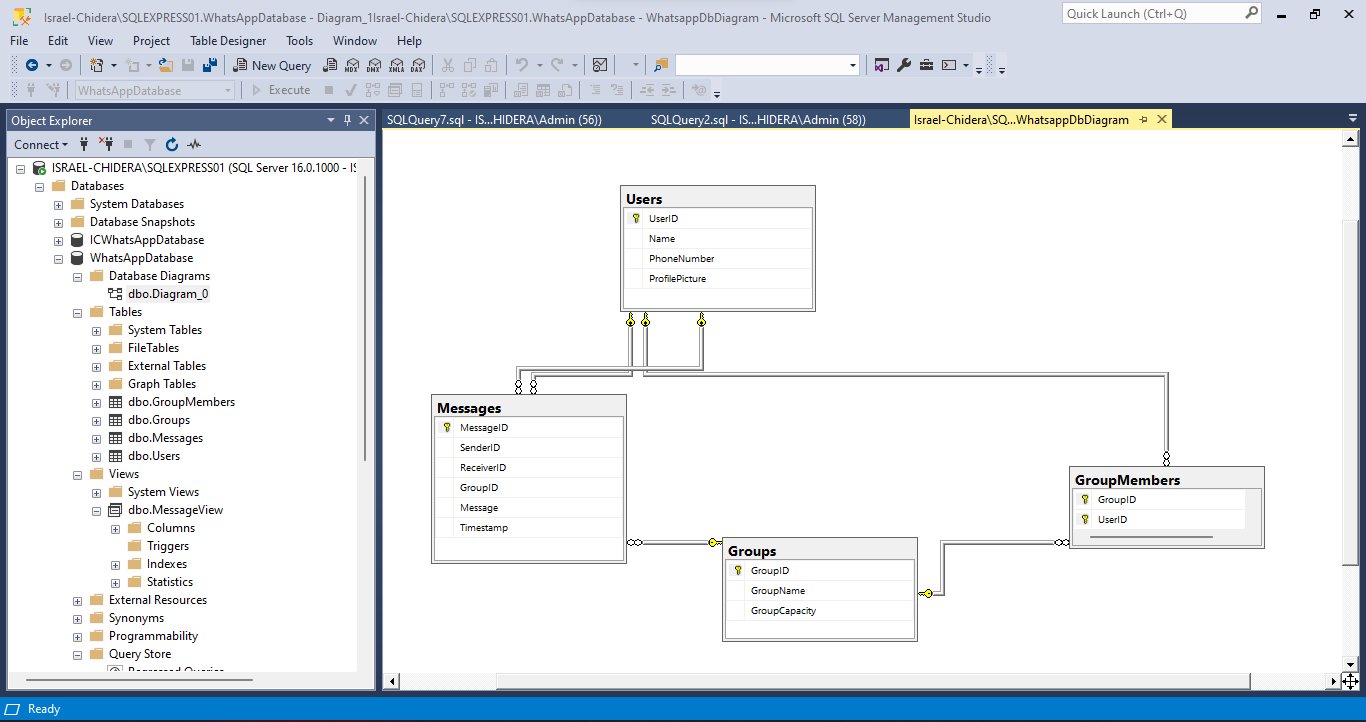 Israel-Chidera\SQLEXPRESS01.WhatsAppDatabase - Diagram_1Israel-Chidera\SQLEXPRESS01.WhatsAppDatabase - WhatsappDbDiagram - Microsoft SQL Server Management Studio
Quick Launch (Ctrl+Q)
File Edit View Project Table Designer Tools Window Help
New Query MDX DMX XMLA DAX
WhatsAppDatabase Execute
Object Explorer
Connect
ISRAEL-CHIDERA\SQLEXPRESS01 (SQL Server 16.0.1000 - IS
Databases
System Databases
Database Snapshots
ICWhatsAppDatabase
WhatsAppDatabase
Database Diagrams
dbo.Diagram_0
Tables
System Tables
FileTables
External Tables
Graph Tables
dbo.GroupMembers
dbo.Groups
dbo.Messages
dbo.Users
Views
System Views
dbo.MessageView
Columns
Triggers
Indexes
Statistics
External Resources
Synonyms
Programmability
Query Store
SQLQuery7.sql - IS...HIDERA\Admin (56))
SQLQuery2.sql - IS...HIDERA\Admin (58))
Israel-Chidera\SQ...WhatsappDbDiagram
Users
UserID
Name
PhoneNumber
ProfilePicture
Messages
MessageID
SenderID
ReceiverID
GroupID
Message
Timestamp
Groups
GroupID
GroupName
GroupCapacity
GroupMembers
GroupID
UserID
Ready